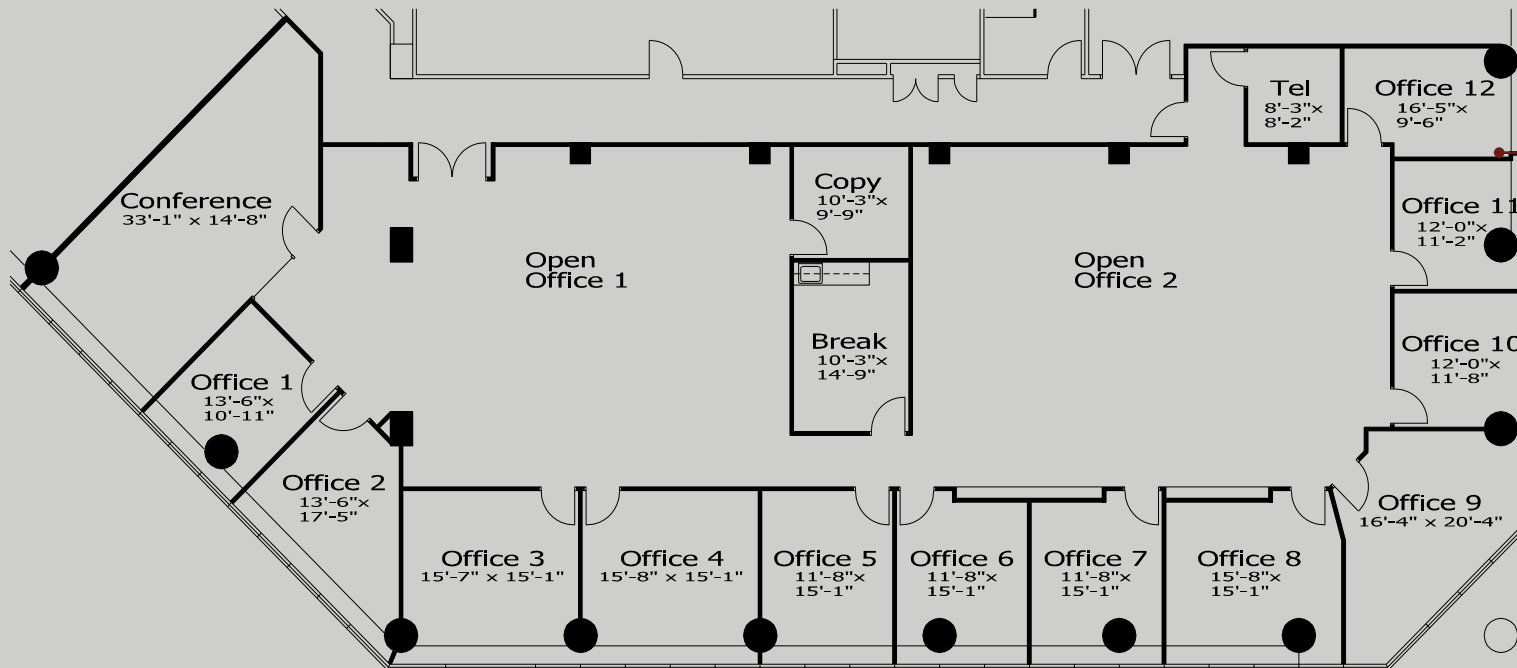 Tel
8'-3"x
8'-2"
Office 12
16'-5"x
9'-6"
Conference
33'-1" x 14'-8"
Copy
10'-3"x
9'-9"
Office 11
12'-0"x
11'-2"
Open
Office 1
Open
Office 2
Break
10'-3"x
14'-9"
Office 10
12'-0"x
11'-8"
Office 1
13'-6"x
10'-11"
Office 2
13'-6"x
17'-5"
Office 9
16'-4" x 20'-4"
Office 3
15'-7" x 15'-1"
Office 4
15'-8" x 15'-1"
Office 5
11'-8"x
15'-1"
Office 6
11'-8"x
15'-1"
Office 7
11'-8"x
15'-1"
Office 8
15'-8"x
15'-1"